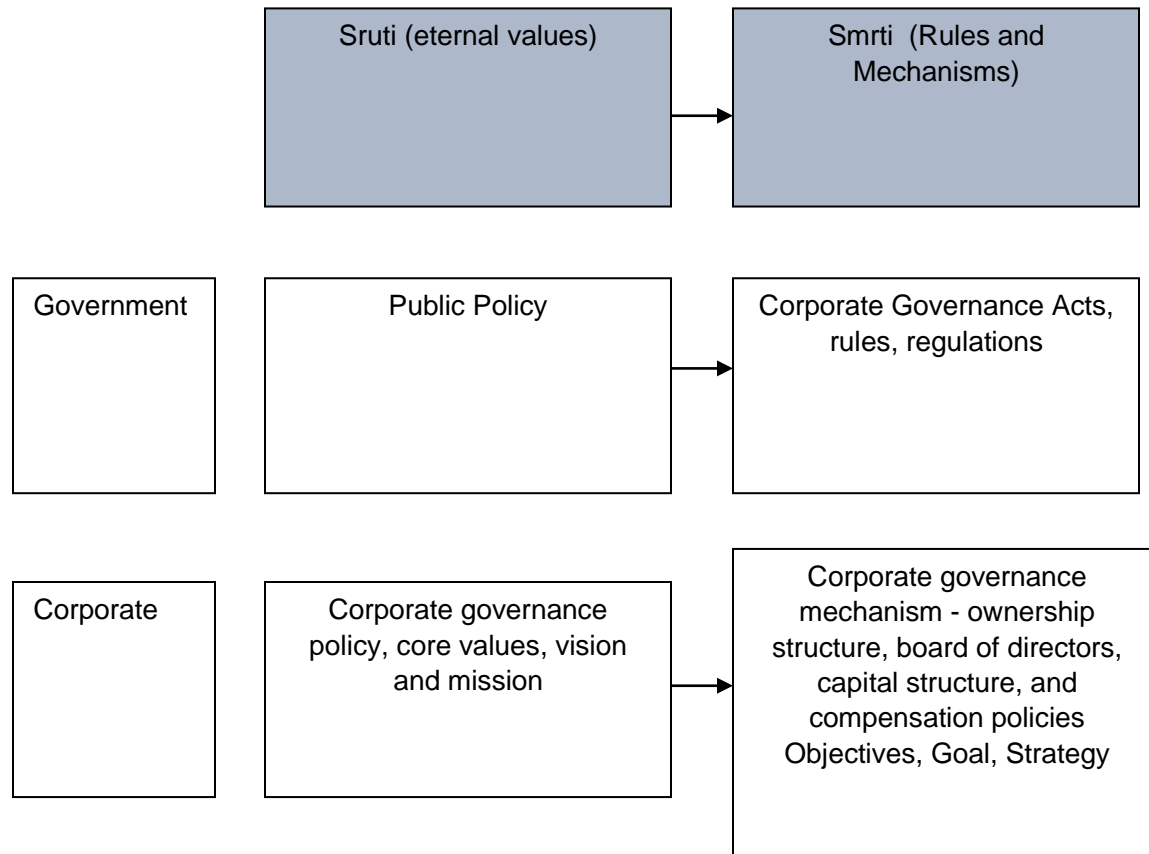 Sruti (eternal values)
Smrti (Rules and
Mechanisms)
Government
Public Policy
Corporate Governance Acts,
rules, regulations
Corporate
Corporate governance
policy, core values, vision
and mission
Corporate governance
mechanism - ownership
structure, board of directors,
capital structure, and
compensation policies
Objectives, Goal, Strategy